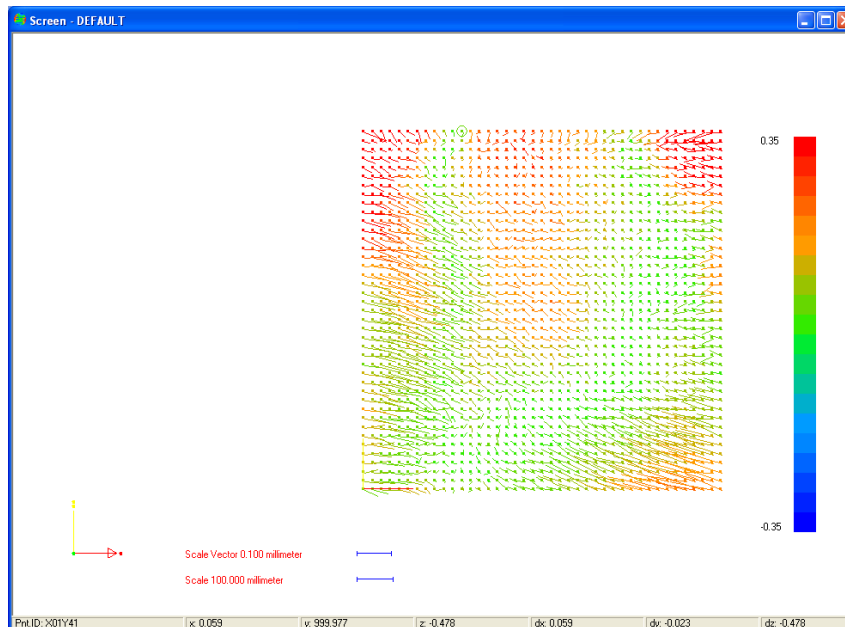 Screen - DEFAULT
0.35
-0.35
Scale Vector 0.100 millimeter
Scale 100.000 millimeter
Pnt.ID: X01Y41 x: 0.059 y: 999.977 z: -0.478 dx: 0.059 dy: -0.023 dz: -0.478